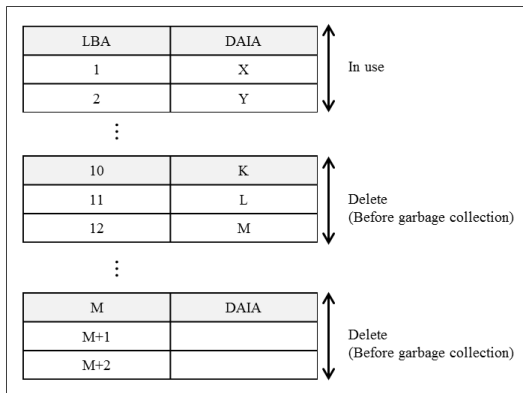 LBA DAIA
1 X
2 Y
In use
⋮
10 K
11 L
12 M
Delete
(Before garbage collection)
⋮
M DAIA
M+1
M+2
Delete
(Before garbage collection)